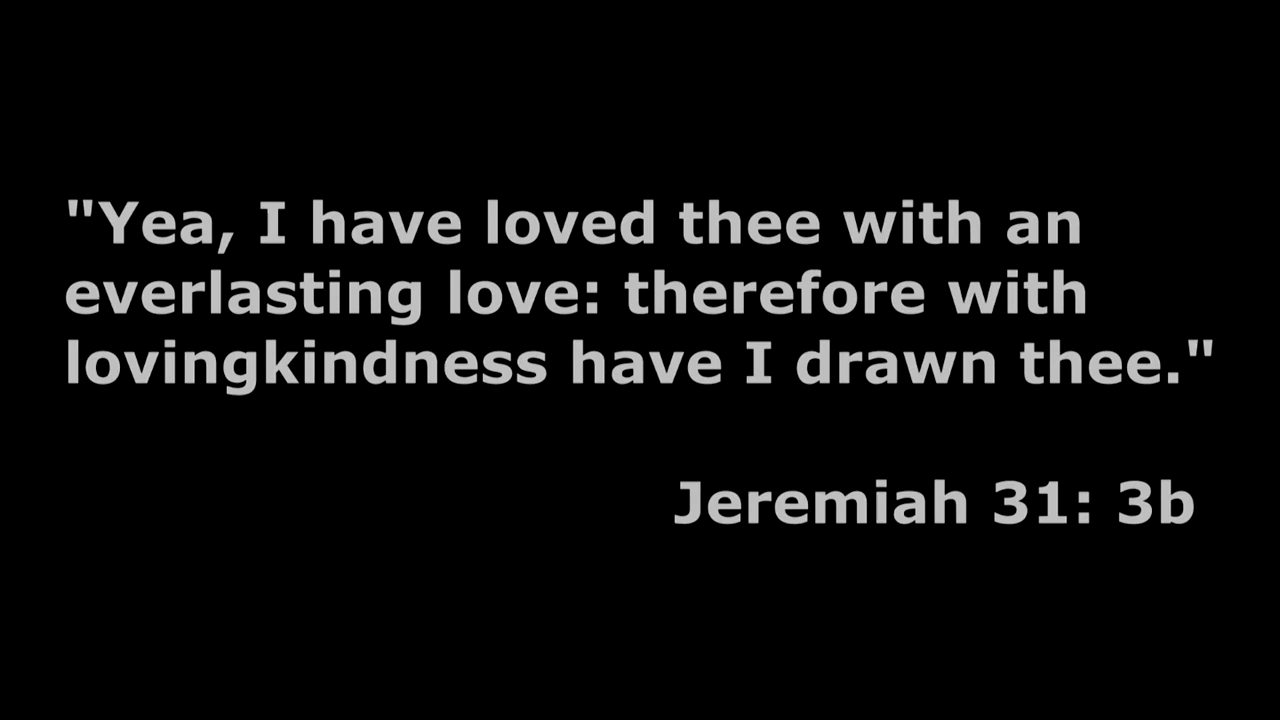 "Yea, I have loved thee with an
everlasting love: therefore with
lovingkindness have I drawn thee."
Jeremiah 31: 3b